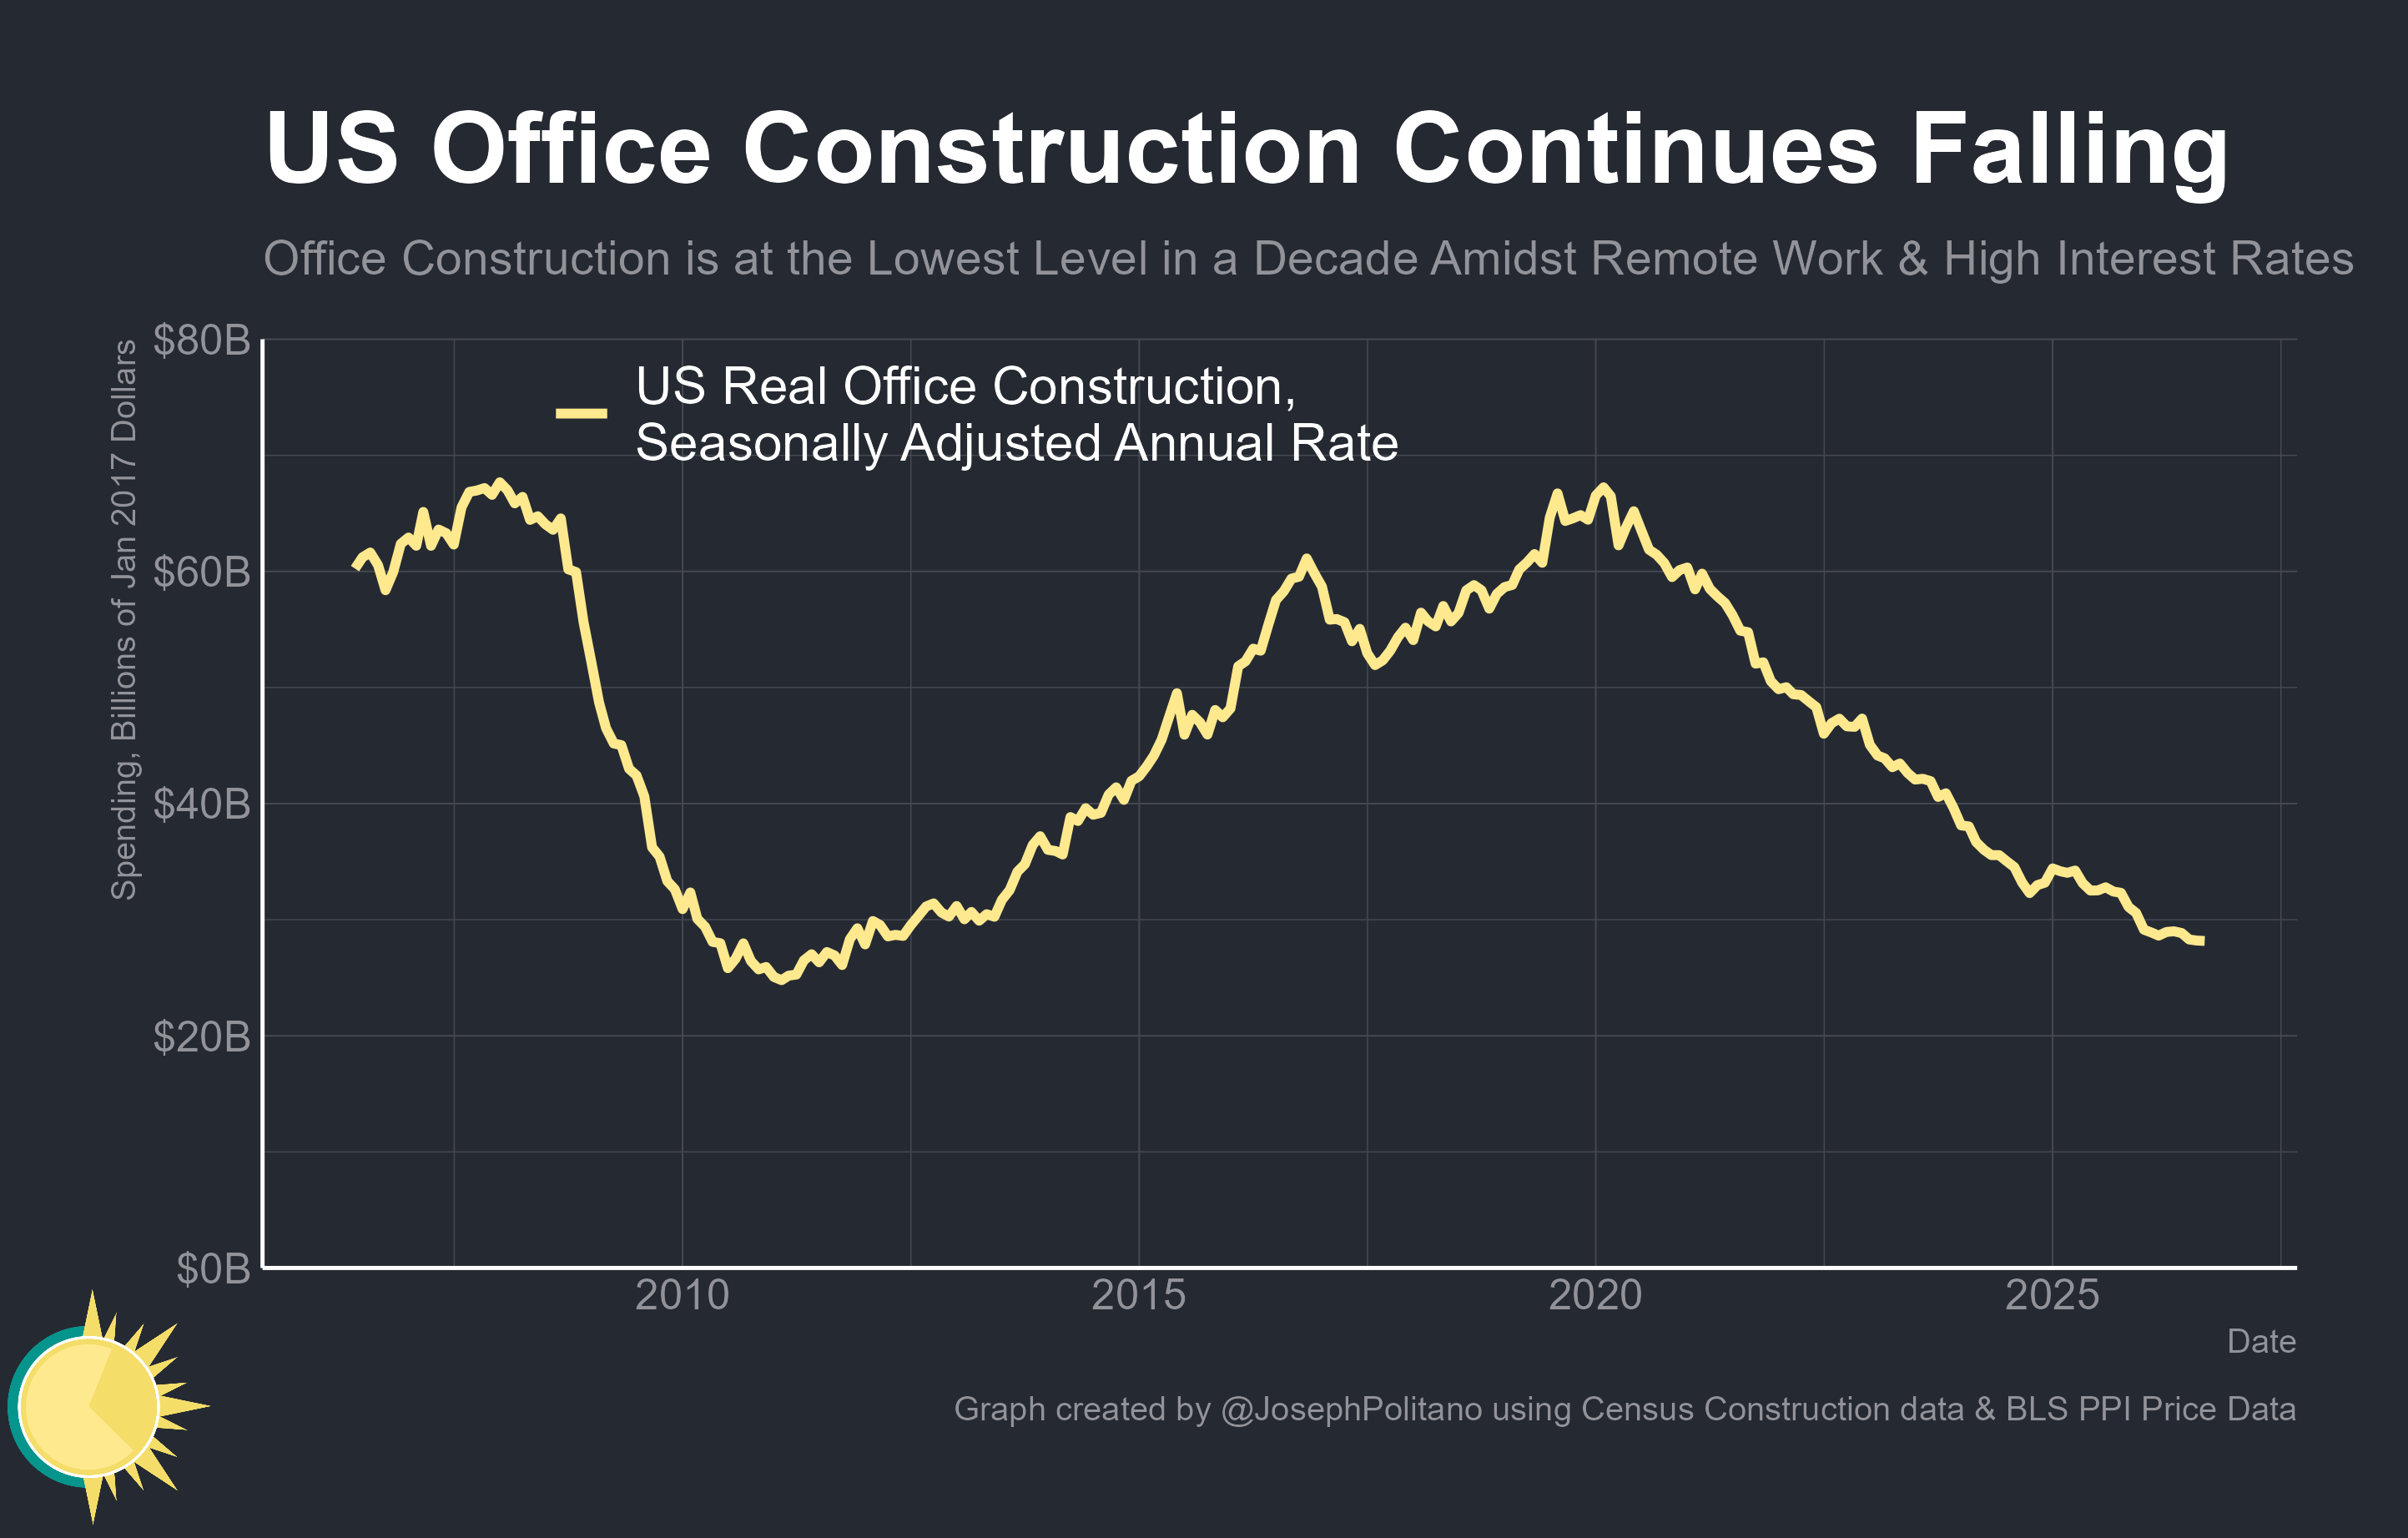 US Office Construction Continues Falling
Office Construction is at the Lowest Level in a Decade Amidst Remote Work & High Interest Rates
Spending, Billions of Jan 2017 Dollars
$80B
$60B
$40B
$20B
$0B
US Real Office Construction,
Seasonally Adjusted Annual Rate
2010
2015
2020
2025
Date
Graph created by @JosephPolitano using Census Construction data & BLS PPI Price Data